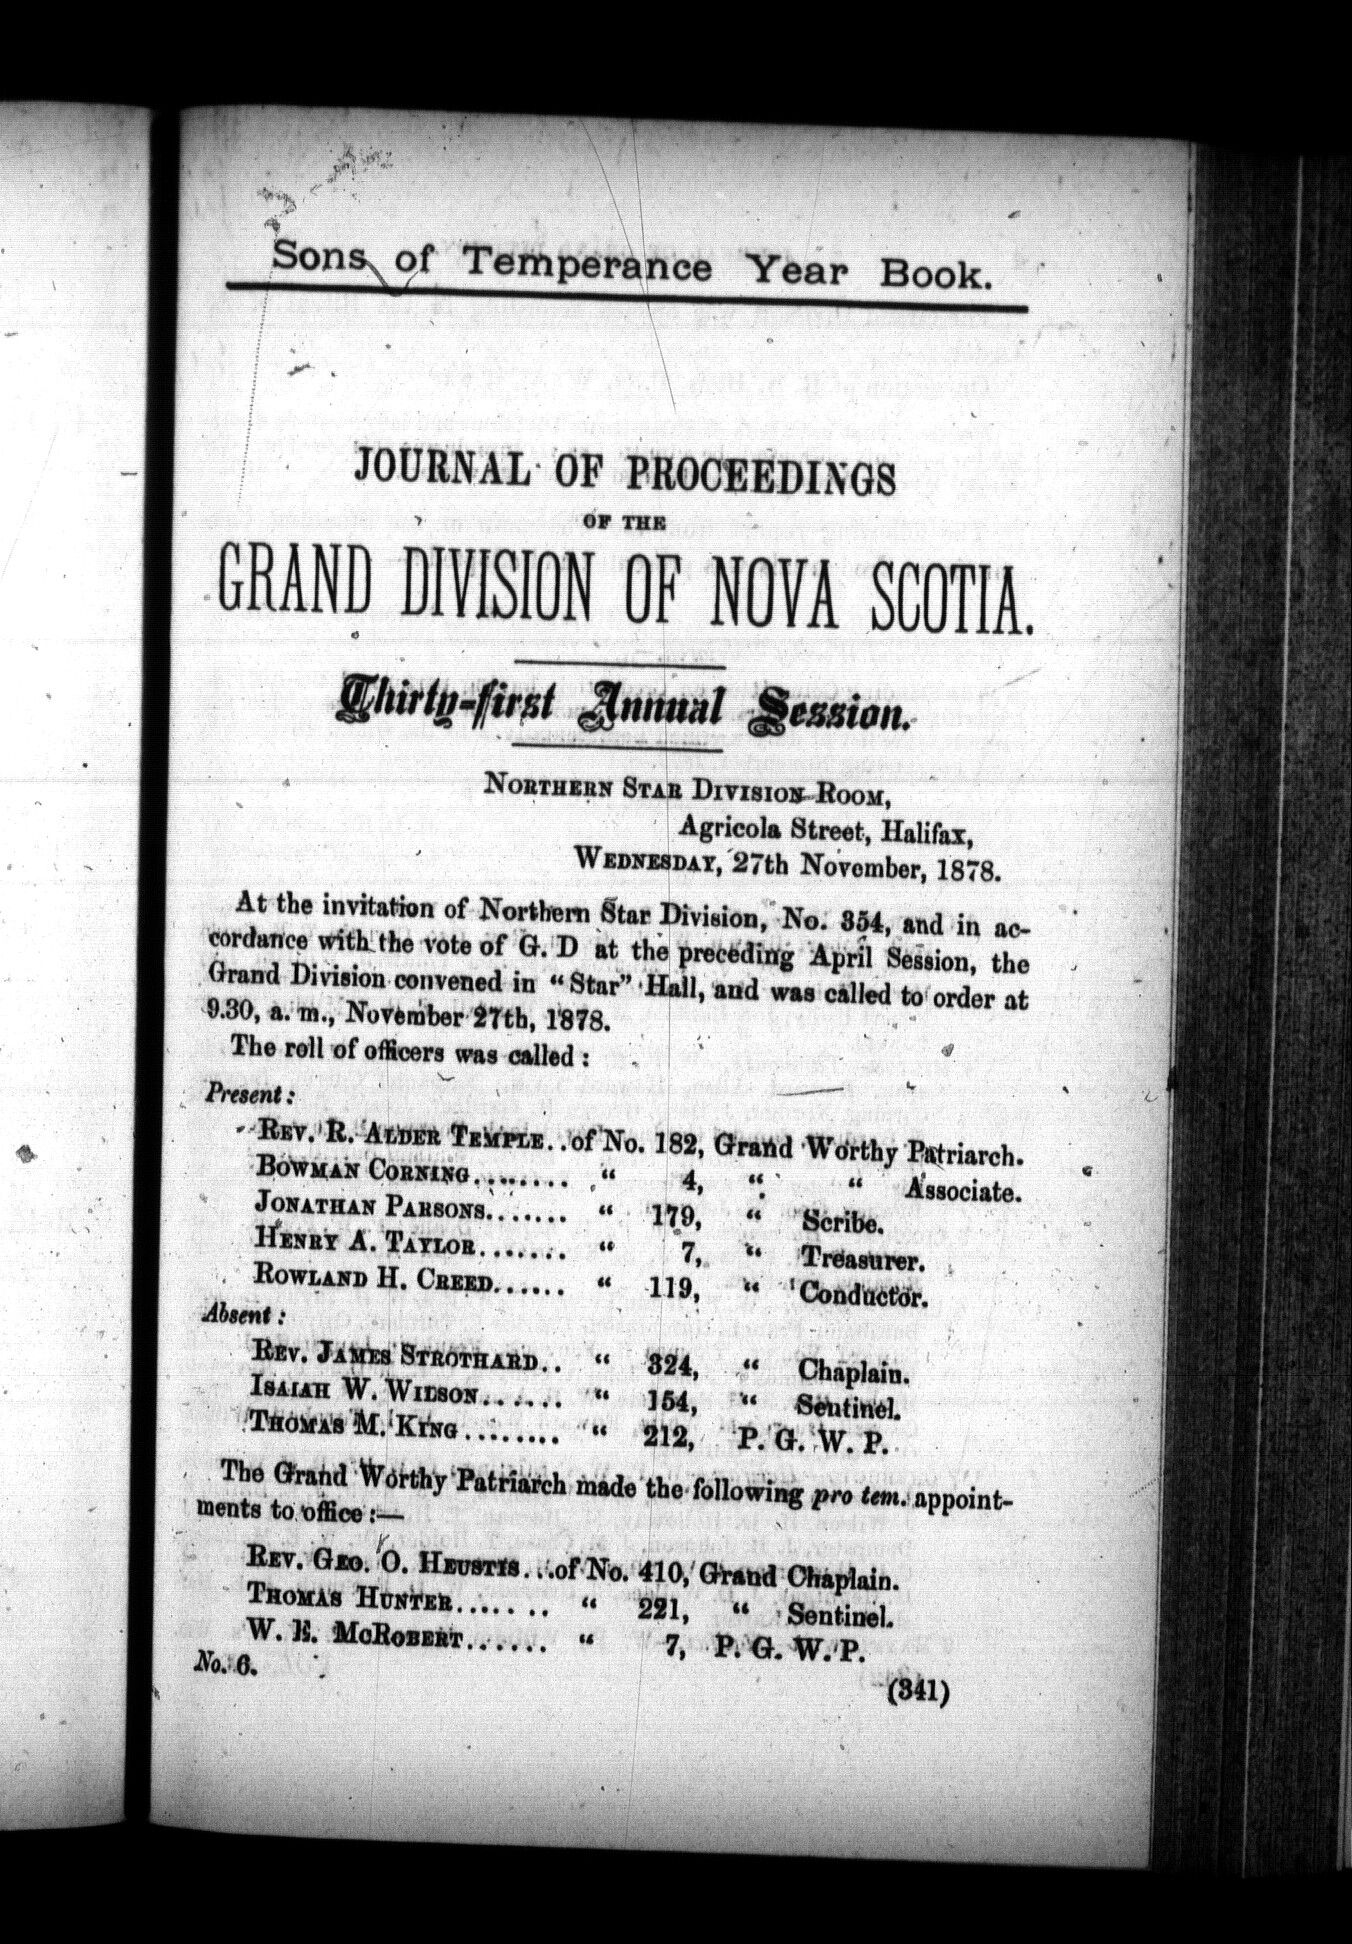 Sons of Temperance Year Book.
JOURNAL OF PROCEEDINGS
OF THE
GRAND DIVISION OF NOVA SCOTIA.
Thirty-first Annual Session.
NORTHERN STAR DIVISION ROOM,
Agricola Street, Halifax,
WEDNESDAY, 27th November, 1878.
At the invitation of Northern Star Division, No. 354, and in ac-
cordance with the vote of G. D at the preceding April Session, the
Grand Division convened in "Star" Hall, and was called to order at
9.30, a. m., November 27th, 1878.
The roll of officers was called :
Present :
REV. R. ALDER TEMPLE..of No. 182, Grand Worthy Patriarch.
BOWMAN CORNING........ " 4, " " Associate.
JONATHAN PARSONS....... " 179, " Scribe.
HENRY A. TAYLOR....... " 7, " Treasurer.
ROWLAND H. CREED...... " 119, " Conductor.
Absent :
REV. JAMES STROTHARD.. " 324, " Chaplain.
ISAIAH W. WILSON...... " 154, " Sentinel.
THOMAS M. KING........ " 212, P. G. W. P.
The Grand Worthy Patriarch made the following pro tem. appoint-
ments to office :—
REV. GEO. O. HEUSTIS...of No. 410, Grand Chaplain.
THOMAS HUNTER....... " 221, " Sentinel.
W. E. McROBERT...... " 7, P. G. W. P.
No. 6.
(341)